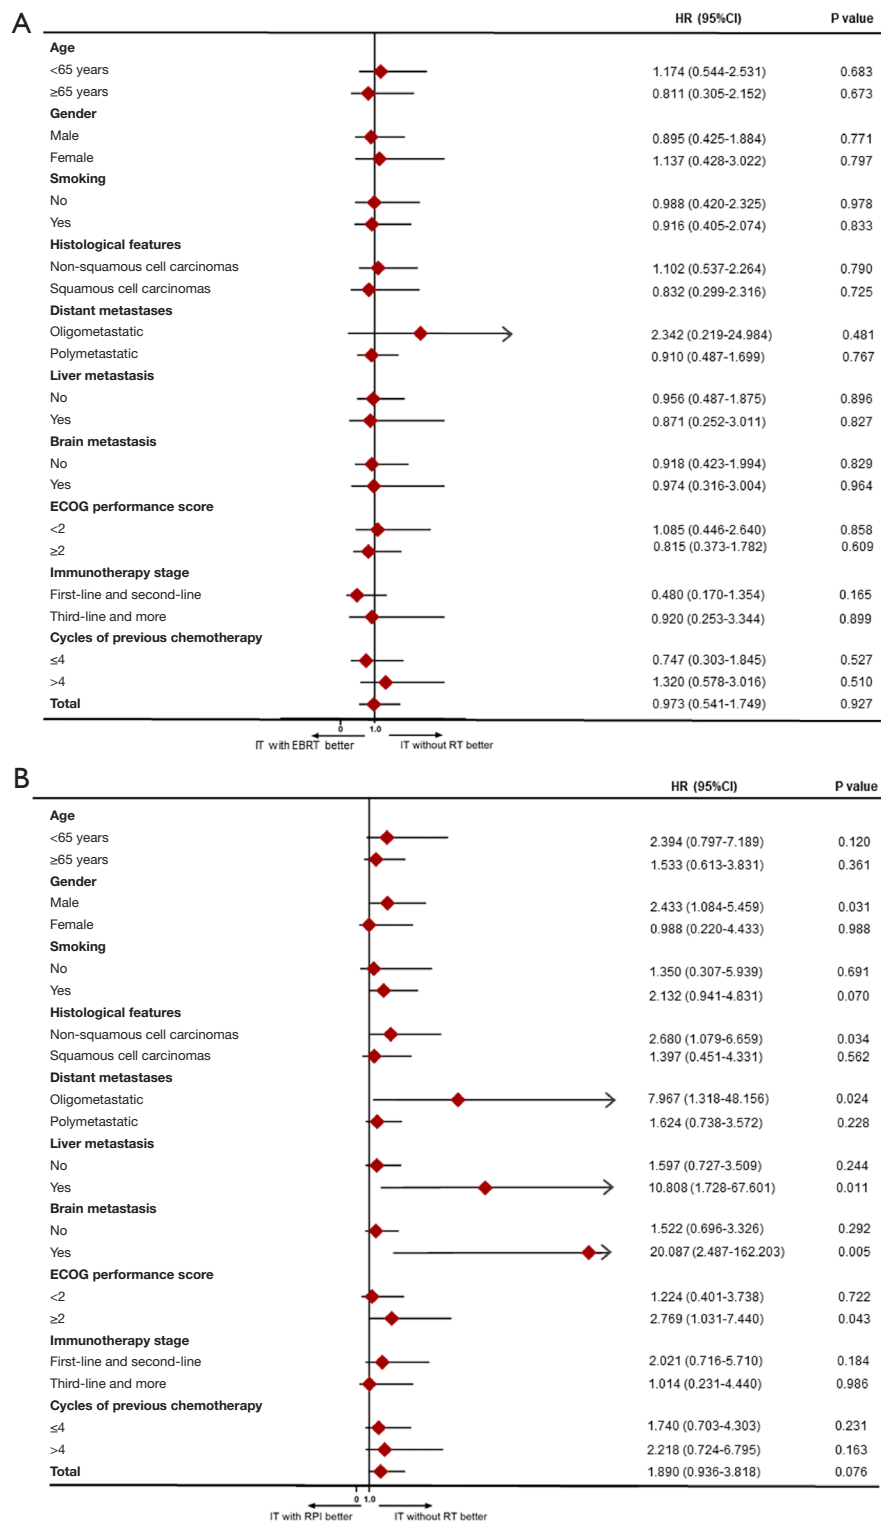 A
HR (95%CI) P value
Age
<65 years 1.174 (0.544-2.531) 0.683
≥65 years 0.811 (0.305-2.152) 0.673
Gender
Male 0.895 (0.425-1.884) 0.771
Female 1.137 (0.428-3.022) 0.797
Smoking
No 0.988 (0.420-2.325) 0.978
Yes 0.916 (0.405-2.074) 0.833
Histological features
Non-squamous cell carcinomas 1.102 (0.537-2.264) 0.790
Squamous cell carcinomas 0.832 (0.299-2.316) 0.725
Distant metastases
Oligometastatic 2.342 (0.219-24.984) 0.481
Polymetastatic 0.910 (0.487-1.699) 0.767
Liver metastasis
No 0.956 (0.487-1.875) 0.896
Yes 0.871 (0.252-3.011) 0.827
Brain metastasis
No 0.918 (0.423-1.994) 0.829
Yes 0.974 (0.316-3.004) 0.964
ECOG performance score
<2 1.085 (0.446-2.640) 0.858
≥2 0.815 (0.373-1.782) 0.609
Immunotherapy stage
First-line and second-line 0.480 (0.170-1.354) 0.165
Third-line and more 0.920 (0.253-3.344) 0.899
Cycles of previous chemotherapy
≤4 0.747 (0.303-1.845) 0.527
>4 1.320 (0.578-3.016) 0.510
Total 0.973 (0.541-1.749) 0.927
0 1.0
IT with EBRT better IT without RT better
B
HR (95%CI) P value
Age
<65 years 2.394 (0.797-7.189) 0.120
≥65 years 1.533 (0.613-3.831) 0.361
Gender
Male 2.433 (1.084-5.459) 0.031
Female 0.988 (0.220-4.433) 0.988
Smoking
No 1.350 (0.307-5.939) 0.691
Yes 2.132 (0.941-4.831) 0.070
Histological features
Non-squamous cell carcinomas 2.680 (1.079-6.659) 0.034
Squamous cell carcinomas 1.397 (0.451-4.331) 0.562
Distant metastases
Oligometastatic 7.967 (1.318-48.156) 0.024
Polymetastatic 1.624 (0.738-3.572) 0.228
Liver metastasis
No 1.597 (0.727-3.509) 0.244
Yes 10.808 (1.728-67.601) 0.011
Brain metastasis
No 1.522 (0.696-3.326) 0.292
Yes 20.087 (2.487-162.203) 0.005
ECOG performance score
<2 1.224 (0.401-3.738) 0.722
≥2 2.769 (1.031-7.440) 0.043
Immunotherapy stage
First-line and second-line 2.021 (0.716-5.710) 0.184
Third-line and more 1.014 (0.231-4.440) 0.986
Cycles of previous chemotherapy
≤4 1.740 (0.703-4.303) 0.231
>4 2.218 (0.724-6.795) 0.163
Total 1.890 (0.936-3.818) 0.076
0 1.0
IT with RPI better IT without RT better